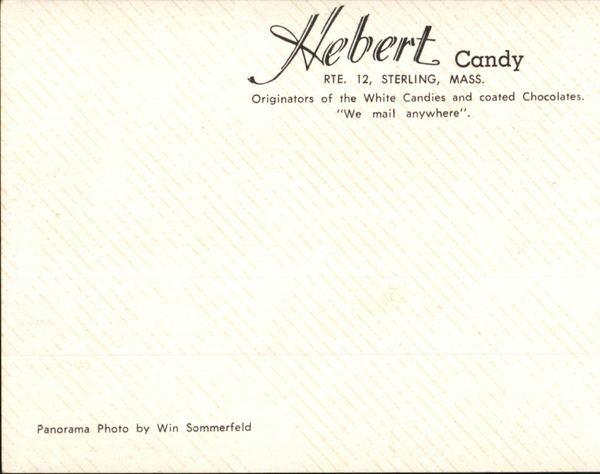 Hebert Candy
RTE. 12, STERLING, MASS.
Originators of the White Candies and coated Chocolates.
"We mail anywhere".
Panorama Photo by Win Sommerfeld